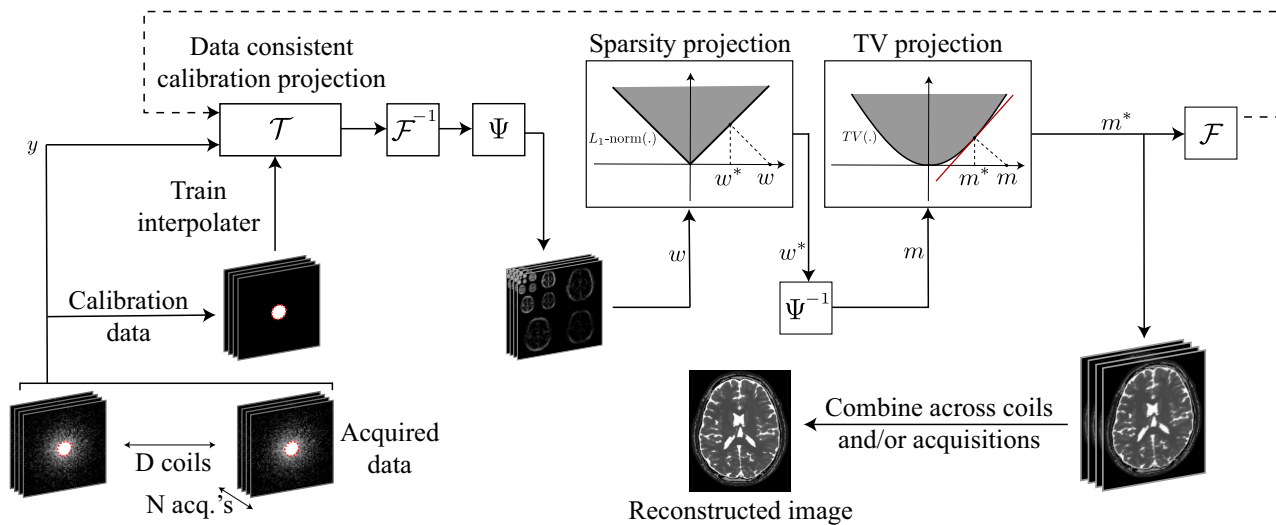 Data consistent
calibration projection
Sparsity projection
TV projection
𝒯
ℱ⁻¹
Ψ
L₁-norm(.)
w*
w
TV(.)
m*
m
m*
ℱ
y
Train
interpolater
w
w*
m
Ψ⁻¹
Calibration
data
Combine across coils
and/or acquisitions
Acquired
data
D coils
N acq.'s
Reconstructed image